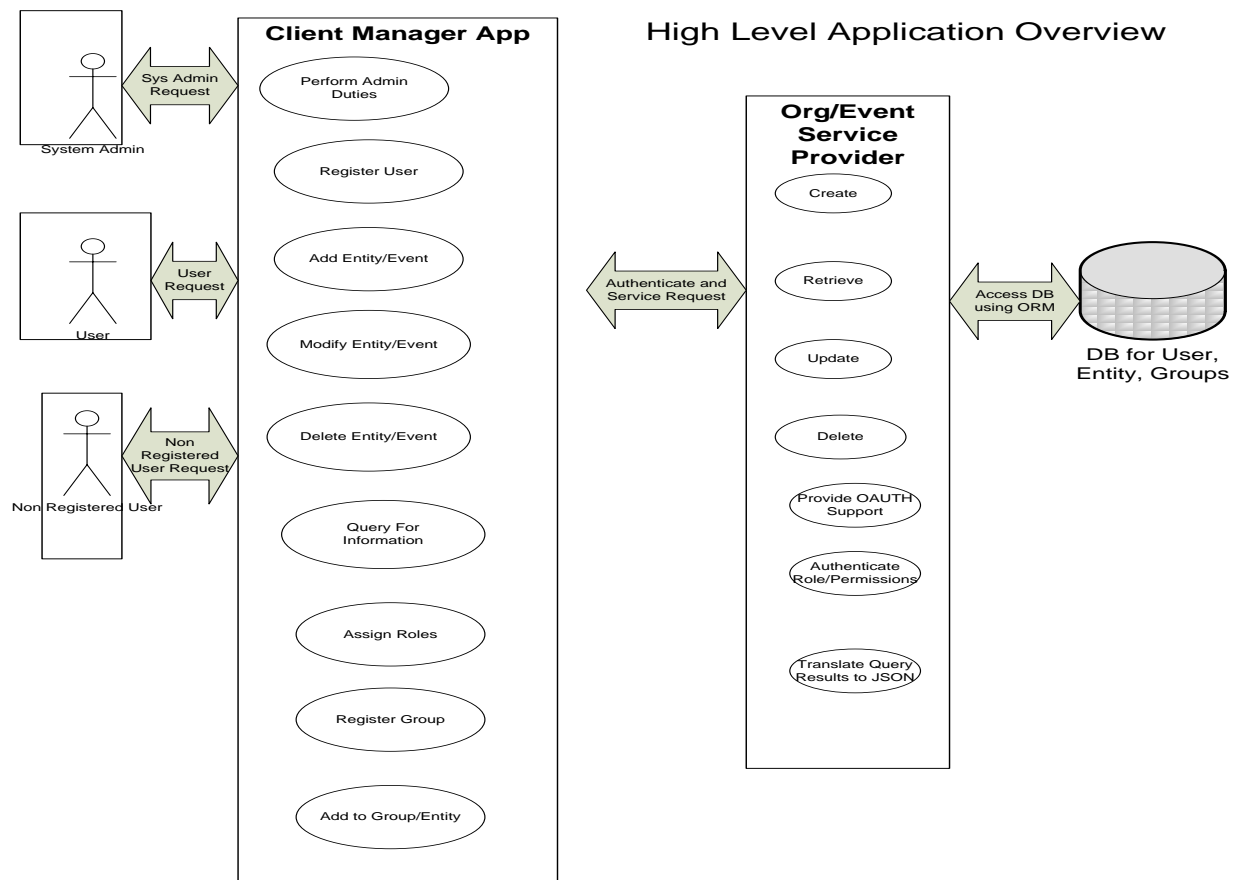 High Level Application Overview
Client Manager App
Sys Admin
Request
System Admin
User
Request
User
Non
Registered
User Request
Non Registered User
Perform Admin
Duties
Register User
Add Entity/Event
Modify Entity/Event
Delete Entity/Event
Query For
Information
Assign Roles
Register Group
Add to Group/Entity
Authenticate and
Service Request
Org/Event
Service
Provider
Create
Retrieve
Update
Delete
Provide OAUTH
Support
Authenticate
Role/Permissions
Translate Query
Results to JSON
Access DB
using ORM
DB for User,
Entity, Groups